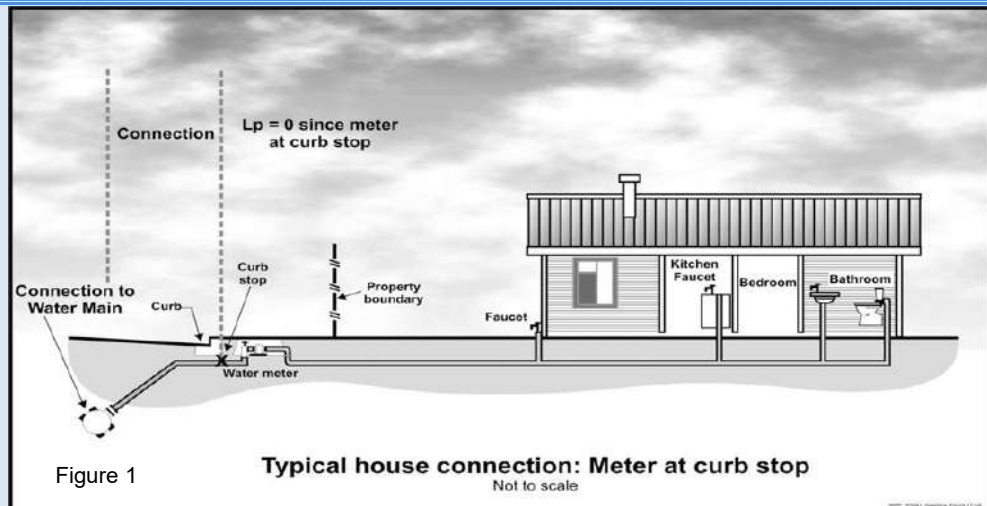 Connection
Lp = 0 since meter
at curb stop
Connection to
Water Main
Curb
stop
Curb
Property
boundary
Water meter
Faucet
Kitchen
Faucet
Bedroom
Bathroom
Figure 1
Typical house connection: Meter at curb stop
Not to scale